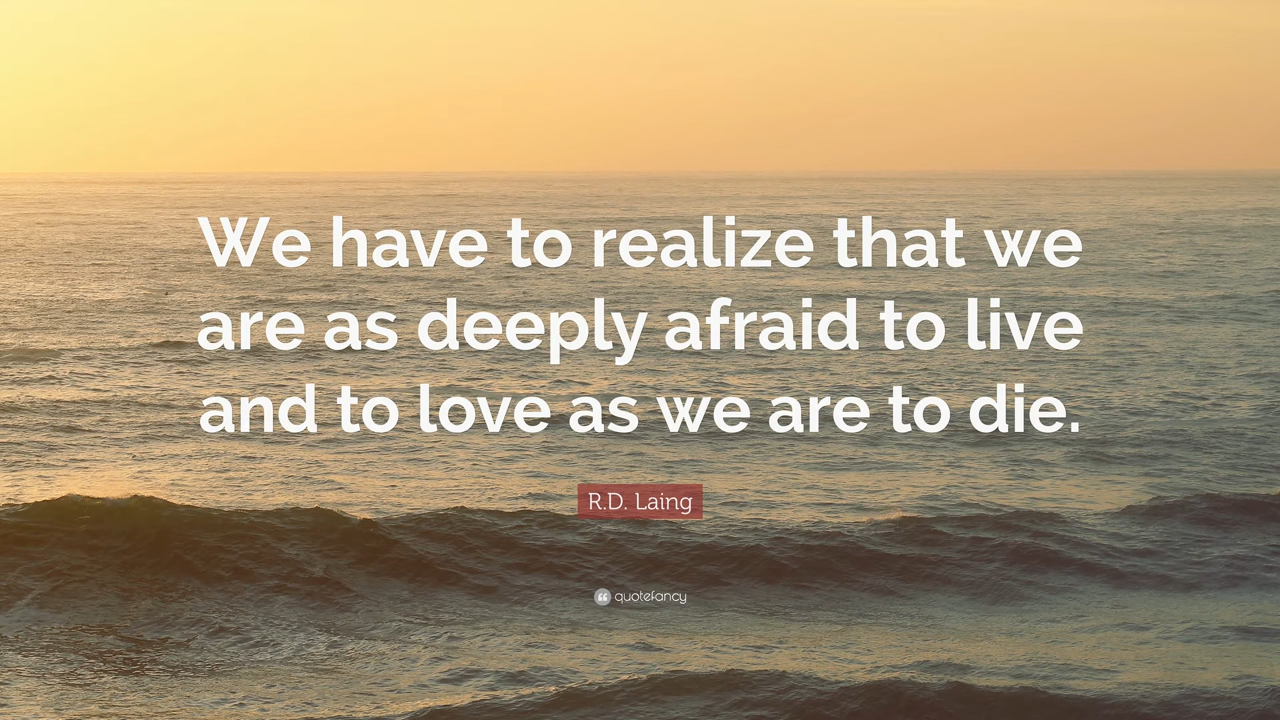 We have to realize that we
are as deeply afraid to live
and to love as we are to die.
R.D. Laing
quotefancy